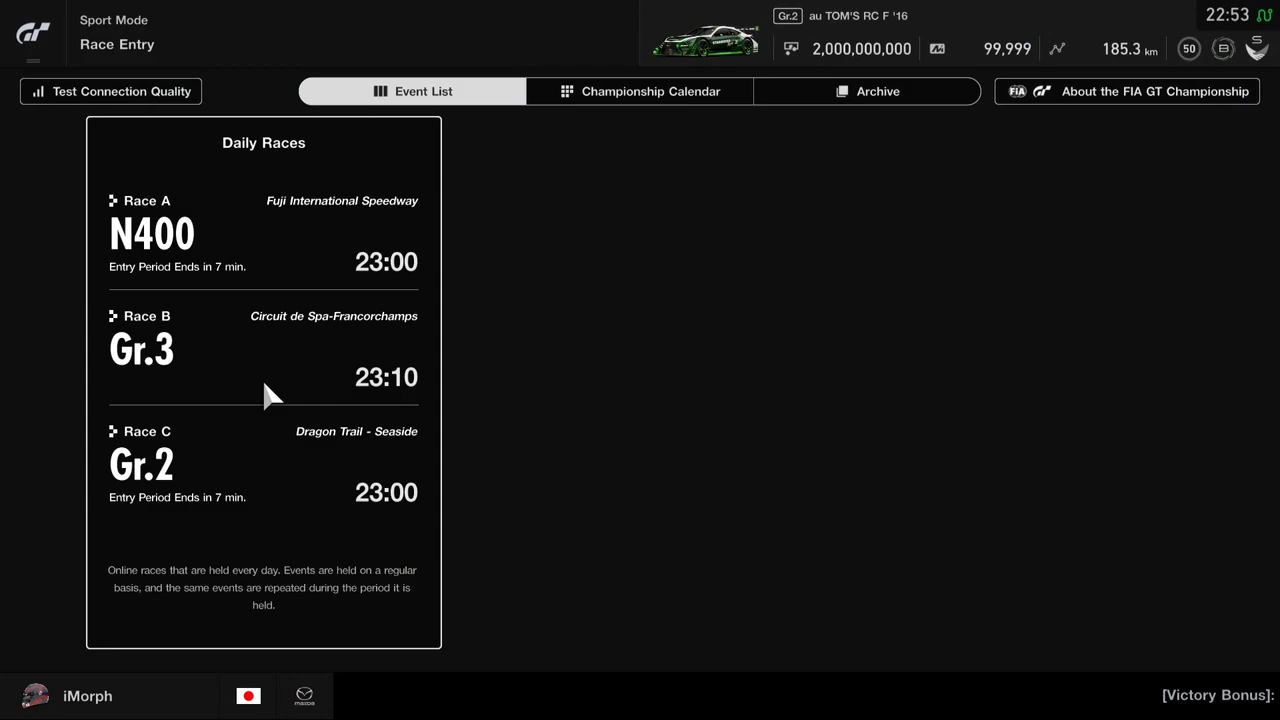 Sport Mode
Race Entry
Gr.2 au TOM'S RC F '16
2,000,000,000 99,999 185.3 km 50 B S
22:53
Test Connection Quality
Event List
Championship Calendar
Archive
FIA GT About the FIA GT Championship
Daily Races
Race A Fuji International Speedway
N400
Entry Period Ends in 7 min. 23:00
Race B Circuit de Spa-Francorchamps
Gr.3
23:10
Race C Dragon Trail - Seaside
Gr.2
Entry Period Ends in 7 min. 23:00
Online races that are held every day. Events are held on a regular
basis, and the same events are repeated during the period it is
held.
iMorph
mazda
[Victory Bonus]: